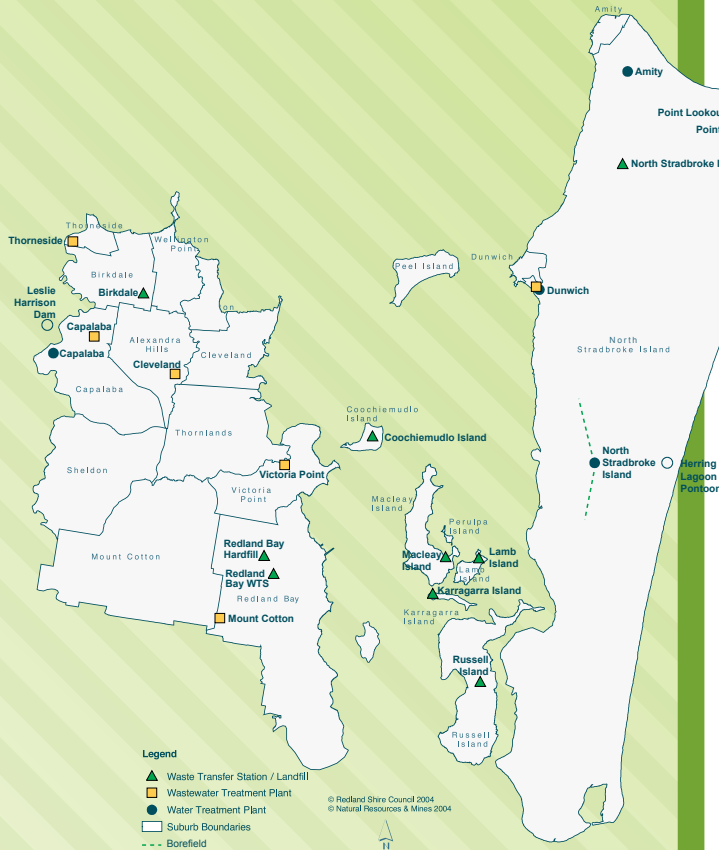 Amity
Amity
Point Lookou
Point
North Stradbroke I
Thorneside
Thorneside
Wellington
Point
Birkdale
Birkdale
Leslie
Harrison
Dam
Capalaba
Capalaba
Capalaba
on
Alexandra
Hills
Cleveland
Cleveland
Peel Island
Dunwich
Dunwich
North
Stradbroke Island
Coochiemudlo
Island
Coochiemudlo Island
Thornlands
Sheldon
Victoria Point
Victoria
Point
North
Stradbroke
Island
Herring
Lagoon
Pontoon
Macleay
Island
Perulpa
Island
Macleay
Island
Lamb
Island
Lamb
Island
Karragarra Island
Karragarra
Island
Mount Cotton
Redland Bay
Hardfill
Redland
Bay WTS
Redland Bay
Mount Cotton
Russell
Island
Russell
Island
Legend
Waste Transfer Station / Landfill
Wastewater Treatment Plant
Water Treatment Plant
Suburb Boundaries
Borefield
© Redland Shire Council 2004
© Natural Resources & Mines 2004
N